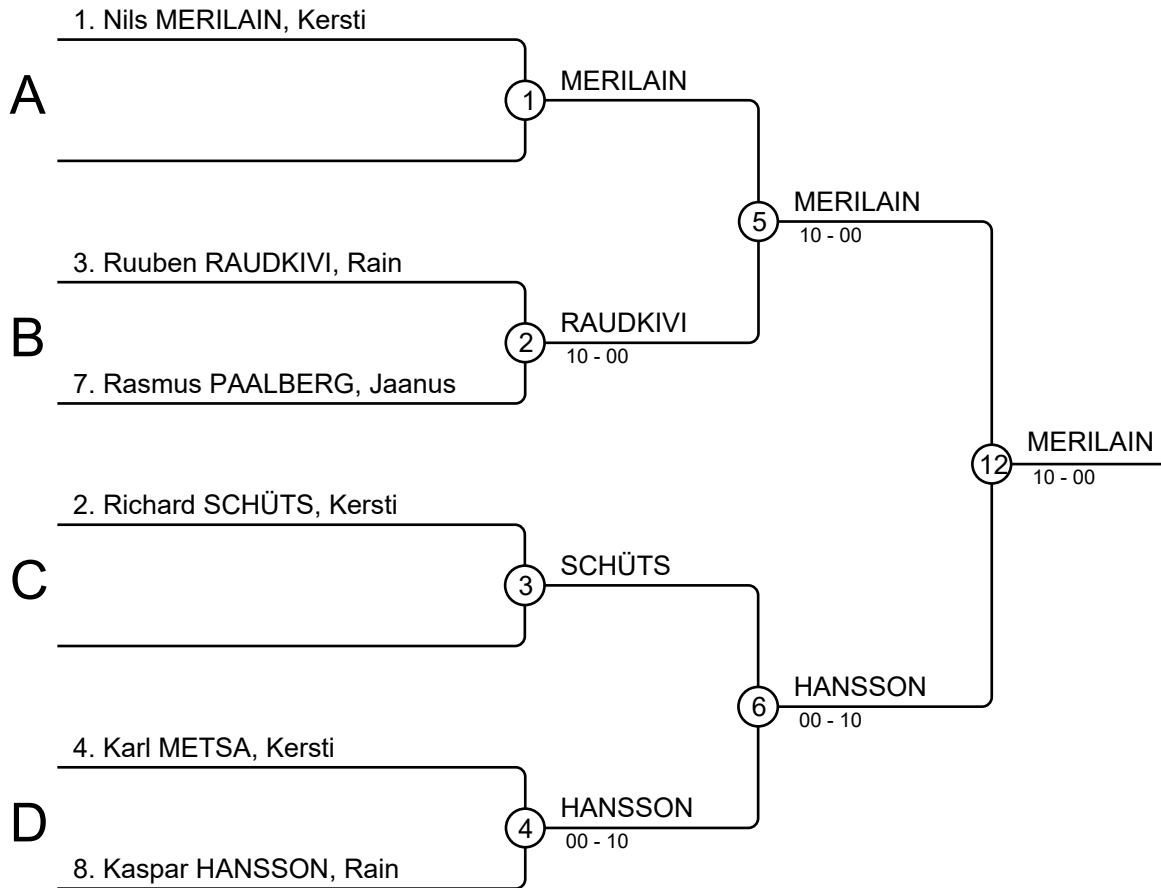 1. Nils MERILAIN, Kersti
A
1
MERILAIN
5
MERILAIN
10 - 00
3. Ruuben RAUDKIVI, Rain
B
2
RAUDKIVI
10 - 00
7. Rasmus PAALBERG, Jaanus
12
MERILAIN
10 - 00
2. Richard SCHÜTS, Kersti
C
3
SCHÜTS
6
HANSSON
00 - 10
4. Karl METSA, Kersti
D
4
HANSSON
00 - 10
8. Kaspar HANSSON, Rain